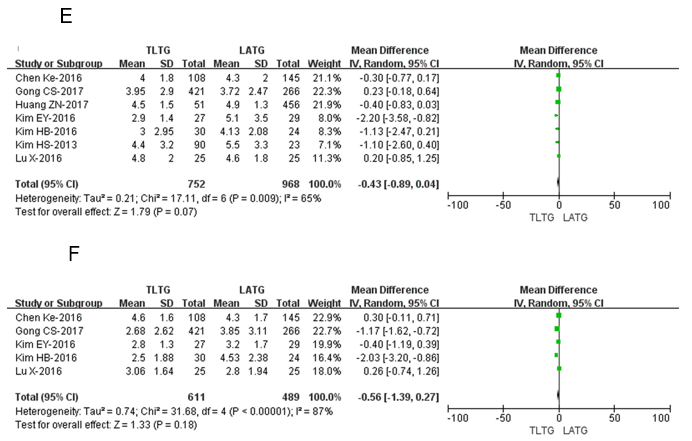 E
TLTG LATG Mean Difference Mean Difference
Study or Subgroup Mean SD Total Mean SD Total Weight IV, Random, 95% CI IV, Random, 95% CI
Chen Ke-2016 4 1.8 108 4.3 2 145 21.1% -0.30 [-0.77, 0.17]
Gong CS-2017 3.95 2.9 421 3.72 2.47 266 22.3% 0.23 [-0.18, 0.64]
Huang ZN-2017 4.5 1.5 51 4.9 1.3 456 22.1% -0.40 [-0.83, 0.03]
Kim EY-2016 2.9 1.4 27 5.1 3.5 29 7.9% -2.20 [-3.58, -0.82]
Kim HB-2016 3 2.95 30 4.13 2.08 24 8.2% -1.13 [-2.47, 0.21]
Kim HS-2013 4.4 3.2 90 5.5 3.3 23 7.1% -1.10 [-2.60, 0.40]
Lu X-2016 4.8 2 25 4.6 1.8 25 11.3% 0.20 [-0.85, 1.25]
Total (95% CI) 752 968 100.0% -0.43 [-0.89, 0.04]
Heterogeneity: Tau² = 0.21; Chi² = 17.11, df = 6 (P = 0.009); I² = 65%
Test for overall effect: Z = 1.79 (P = 0.07)
-100 -50 0 50 100
TLTG LATG
F
TLTG LATG Mean Difference Mean Difference
Study or Subgroup Mean SD Total Mean SD Total Weight IV, Random, 95% CI IV, Random, 95% CI
Chen Ke-2016 4.6 1.6 108 4.3 1.7 145 22.9% 0.30 [-0.11, 0.71]
Gong CS-2017 2.68 2.62 421 3.85 3.11 266 22.7% -1.17 [-1.62, -0.72]
Kim EY-2016 2.8 1.3 27 3.2 1.7 29 20.0% -0.40 [-1.19, 0.39]
Kim HB-2016 2.5 1.88 30 4.53 2.38 24 16.4% -2.03 [-3.20, -0.86]
Lu X-2016 3.06 1.64 25 2.8 1.94 25 18.0% 0.26 [-0.74, 1.26]
Total (95% CI) 611 489 100.0% -0.56 [-1.39, 0.27]
Heterogeneity: Tau² = 0.74; Chi² = 31.68, df = 4 (P < 0.00001); I² = 87%
Test for overall effect: Z = 1.33 (P = 0.18)
-100 -50 0 50 100
TLTG LATG